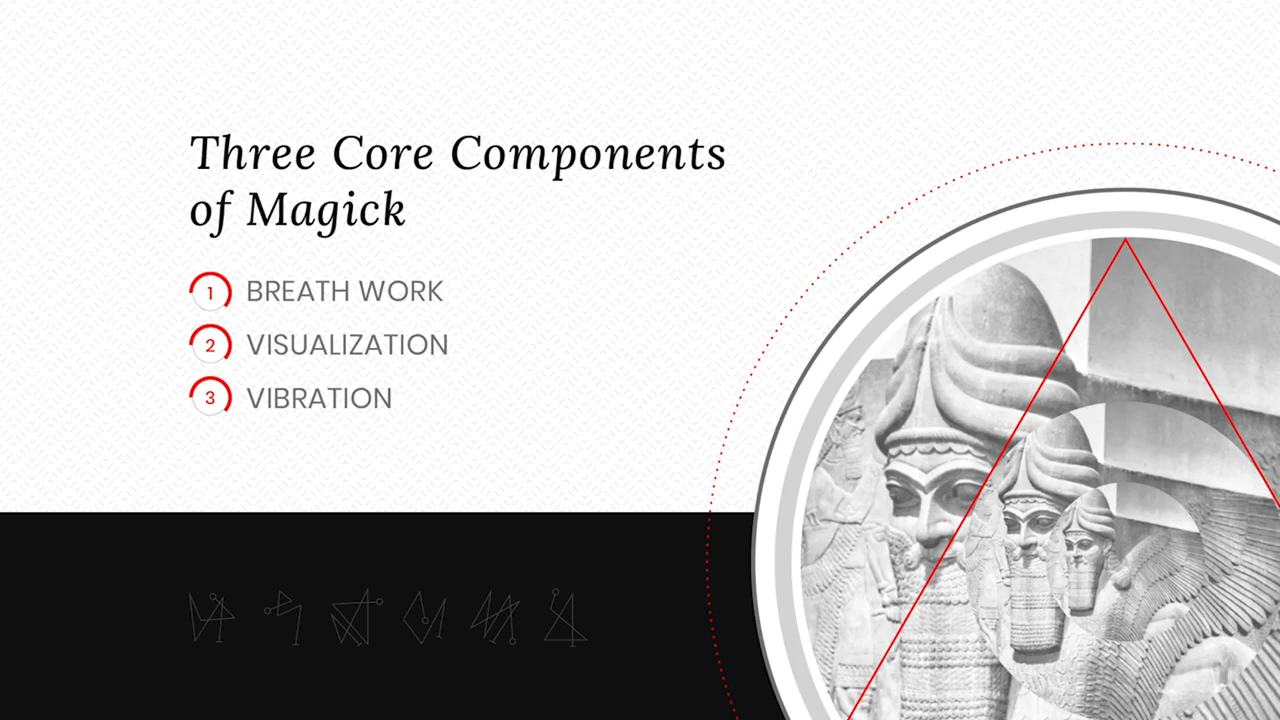 Three Core Components
of Magick
1 BREATH WORK
2 VISUALIZATION
3 VIBRATION